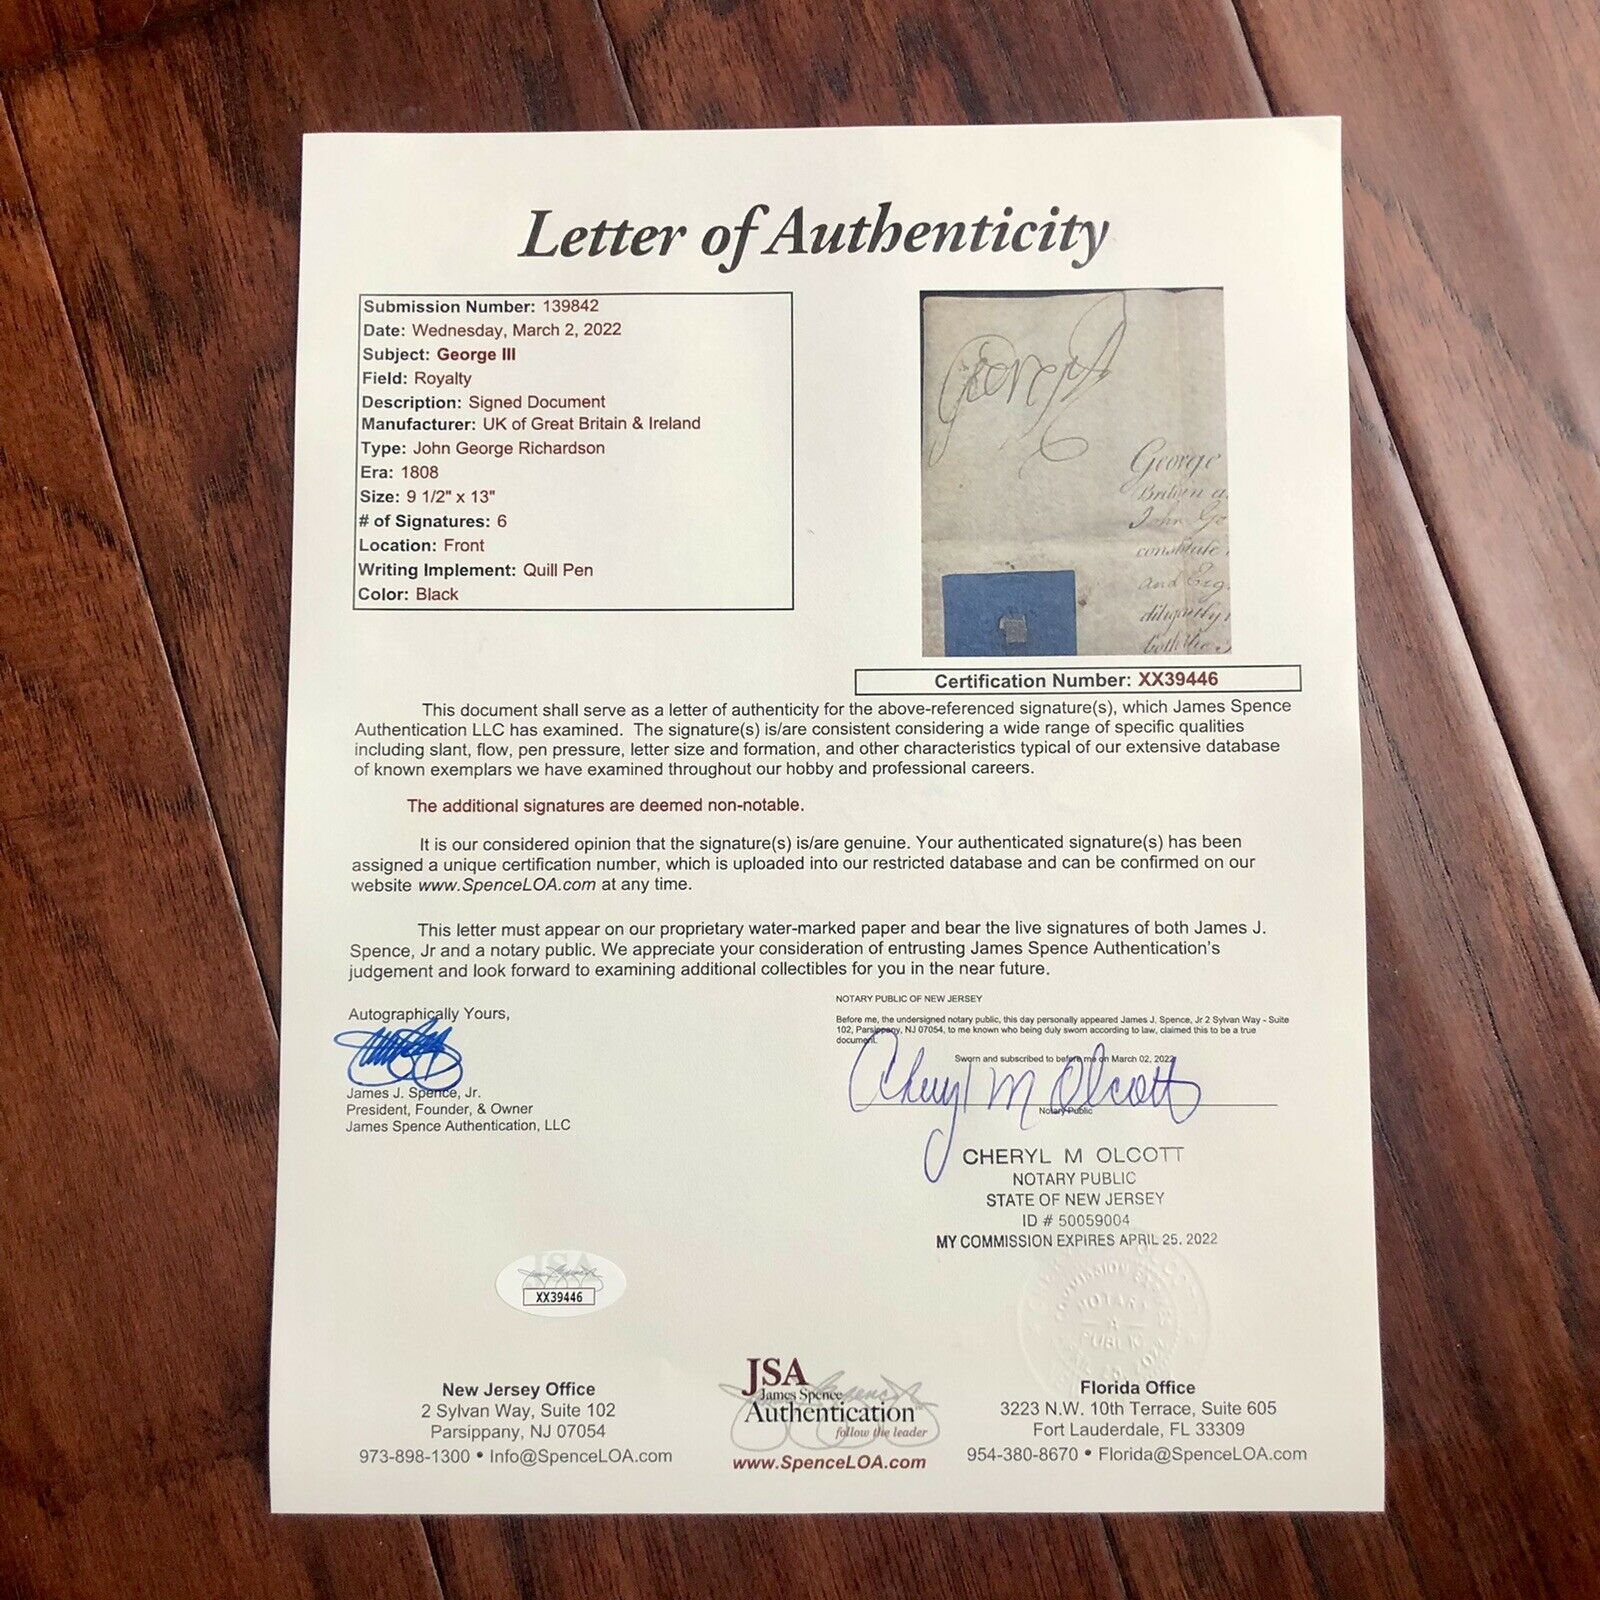 Letter of Authenticity
Submission Number: 139842
Date: Wednesday, March 2, 2022
Subject: George III
Field: Royalty
Description: Signed Document
Manufacturer: UK of Great Britain & Ireland
Type: John George Richardson
Era: 1808
Size: 9 1/2" x 13"
# of Signatures: 6
Location: Front
Writing Implement: Quill Pen
Color: Black
George
George
Britain a
John Ge
constitute
and Reg
diligently
both the
Certification Number: XX39446
This document shall serve as a letter of authenticity for the above-referenced signature(s), which James Spence
Authentication LLC has examined. The signature(s) is/are consistent considering a wide range of specific qualities
including slant, flow, pen pressure, letter size and formation, and other characteristics typical of our extensive database
of known exemplars we have examined throughout our hobby and professional careers.
The additional signatures are deemed non-notable.
It is our considered opinion that the signature(s) is/are genuine. Your authenticated signature(s) has been
assigned a unique certification number, which is uploaded into our restricted database and can be confirmed on our
website www.SpenceLOA.com at any time.
This letter must appear on our proprietary water-marked paper and bear the live signatures of both James J.
Spence, Jr and a notary public. We appreciate your consideration of entrusting James Spence Authentication's
judgement and look forward to examining additional collectibles for you in the near future.
Autographically Yours,
James J. Spence, Jr.
President, Founder, & Owner
James Spence Authentication, LLC
NOTARY PUBLIC OF NEW JERSEY
Before me, the undersigned notary public, this day personally appeared James J. Spence, Jr 2 Sylvan Way - Suite
102, Parsippany, NJ 07054, to me known who being duly sworn according to law, claimed this to be a true
document.
Sworn and subscribed to before me on March 02, 2022
Cheryl M Olcott
Notary Public
CHERYL M OLCOTT
NOTARY PUBLIC
STATE OF NEW JERSEY
ID # 50059004
MY COMMISSION EXPIRES APRIL 25, 2022
NOTARY
PUBLIC
JSA
XX39446
New Jersey Office
2 Sylvan Way, Suite 102
Parsippany, NJ 07054
973-898-1300 • Info@SpenceLOA.com
JSA
James Spence
Authentication
follow the leader
www.SpenceLOA.com
Florida Office
3223 N.W. 10th Terrace, Suite 605
Fort Lauderdale, FL 33309
954-380-8670 • Florida@SpenceLOA.com